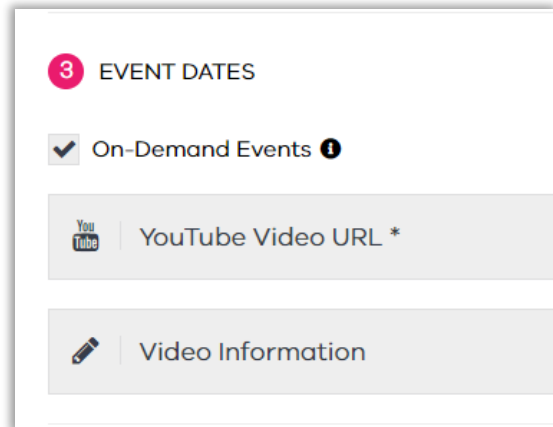 3 EVENT DATES
On-Demand Events
You
Tube YouTube Video URL *
Video Information